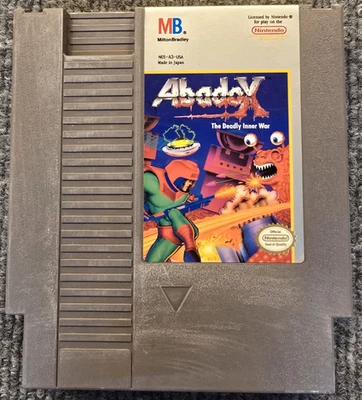 MB®
MiltonBradley
NES-A3-USA
Made in Japan
Licensed by Nintendo®
for play on the
Nintendo
Abadox™
The Deadly Inner War
Official
Nintendo
Seal of Quality